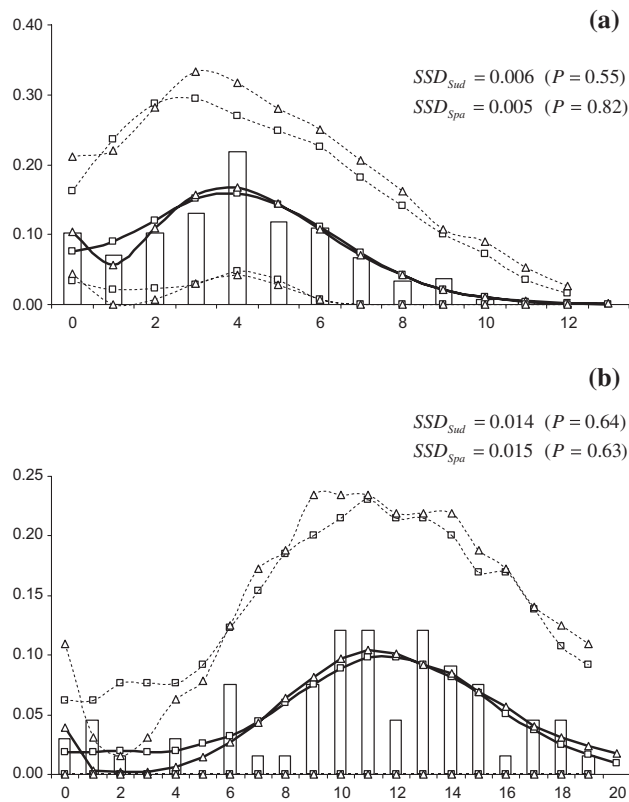 (a)
SSD_Sud = 0.006 (P = 0.55)
SSD_Spa = 0.005 (P = 0.82)
0.40
0.30
0.20
0.10
0.00
0 2 4 6 8 10 12
(b)
SSD_Sud = 0.014 (P = 0.64)
SSD_Spa = 0.015 (P = 0.63)
0.25
0.20
0.15
0.10
0.05
0.00
0 2 4 6 8 10 12 14 16 18 20